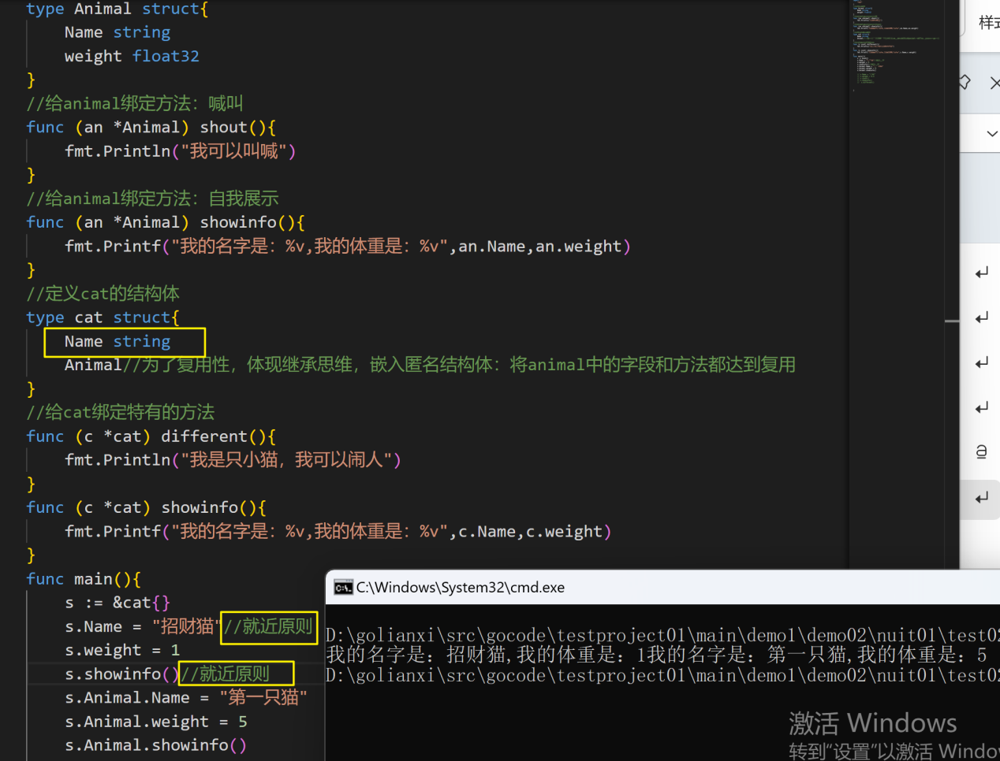 type Animal struct{
    Name string
    weight float32
}
//给animal绑定方法：喊叫
func (an *Animal) shout(){
    fmt.Println("我可以叫喊")
}
//给animal绑定方法：自我展示
func (an *Animal) showinfo(){
    fmt.Printf("我的名字是：%v,我的体重是：%v",an.Name,an.weight)
}
//定义cat的结构体
type cat struct{
    Name string
    Animal//为了复用性，体现继承思维，嵌入匿名结构体：将animal中的字段和方法都达到复用
}
//给cat绑定特有的方法
func (c *cat) different(){
    fmt.Println("我是只小猫，我可以闹人")
}
func (c *cat) showinfo(){
    fmt.Printf("我的名字是：%v,我的体重是：%v",c.Name,c.weight)
}
func main(){
    s := &cat{}
    s.Name = "招财猫"//就近原则
    s.weight = 1
    s.showinfo()//就近原则
    s.Animal.Name = "第一只猫"
    s.Animal.weight = 5
    s.Animal.showinfo()
C:\Windows\System32\cmd.exe
D:\golianxi\src\gocode\testproject01\main\demo1\demo02\nuit01\test02
我的名字是：招财猫,我的体重是：1我的名字是：第一只猫,我的体重是：5
D:\golianxi\src\gocode\testproject01\main\demo1\demo02\nuit01\test02
激活 Windows
转到“设置”以激活 Windo
样式